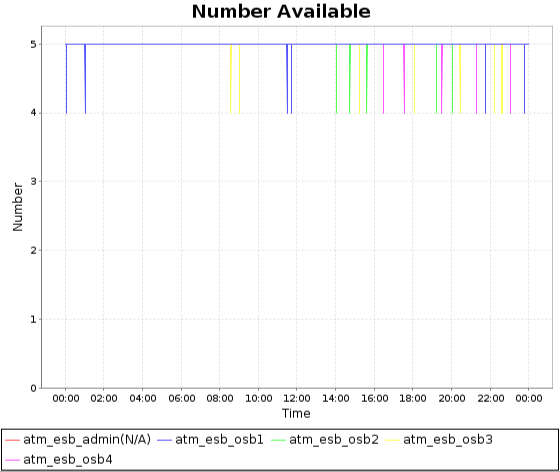 Number Available
5
4
3
2
1
0
Number
00:00 02:00 04:00 06:00 08:00 10:00 12:00 14:00 16:00 18:00 20:00 22:00 00:00
Time
atm_esb_admin(N/A) atm_esb_osb1 atm_esb_osb2 atm_esb_osb3
atm_esb_osb4